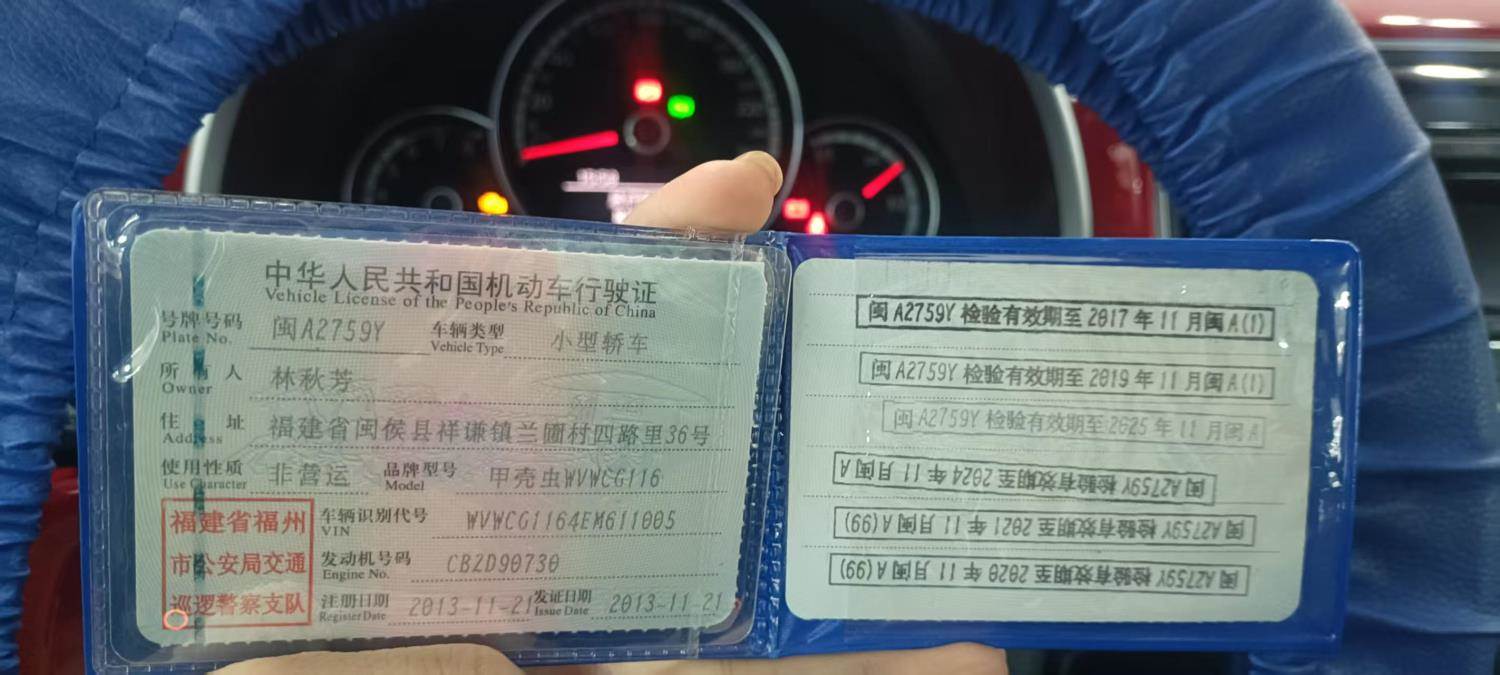 中华人民共和国机动车行驶证
Vehicle License of the People's Republic of China
号牌号码 闽A2759Y 车辆类型 小型轿车
Plate No. Vehicle Type
所有人 林秋芳
Owner
住址 福建省闽侯县祥谦镇兰圃村四路里36号
Address
使用性质 非营运 品牌型号 甲壳虫WVWCG116
Use Character Model
福建省福州
市公安局交通
巡逻警察支队
车辆识别代号 WVWCG1164EM611005
VIN
发动机号码 CBZD90730
Engine No.
注册日期 2013-11-21 发证日期 2013-11-21
Register Date Issue Date
闽A2759Y 检验有效期至 2017 年 11 月闽A(1)
闽A2759Y 检验有效期至 2019 年 11 月闽A(1)
闽A2759Y 检验有效期至 2025 年 11 月闽A
闽A2759Y 检验有效期至 2024 年 11 月闽A
闽A2759Y 检验有效期至 2021 年 11 月闽A(99)
闽A2759Y 检验有效期至 2020 年 11 月闽A(99)